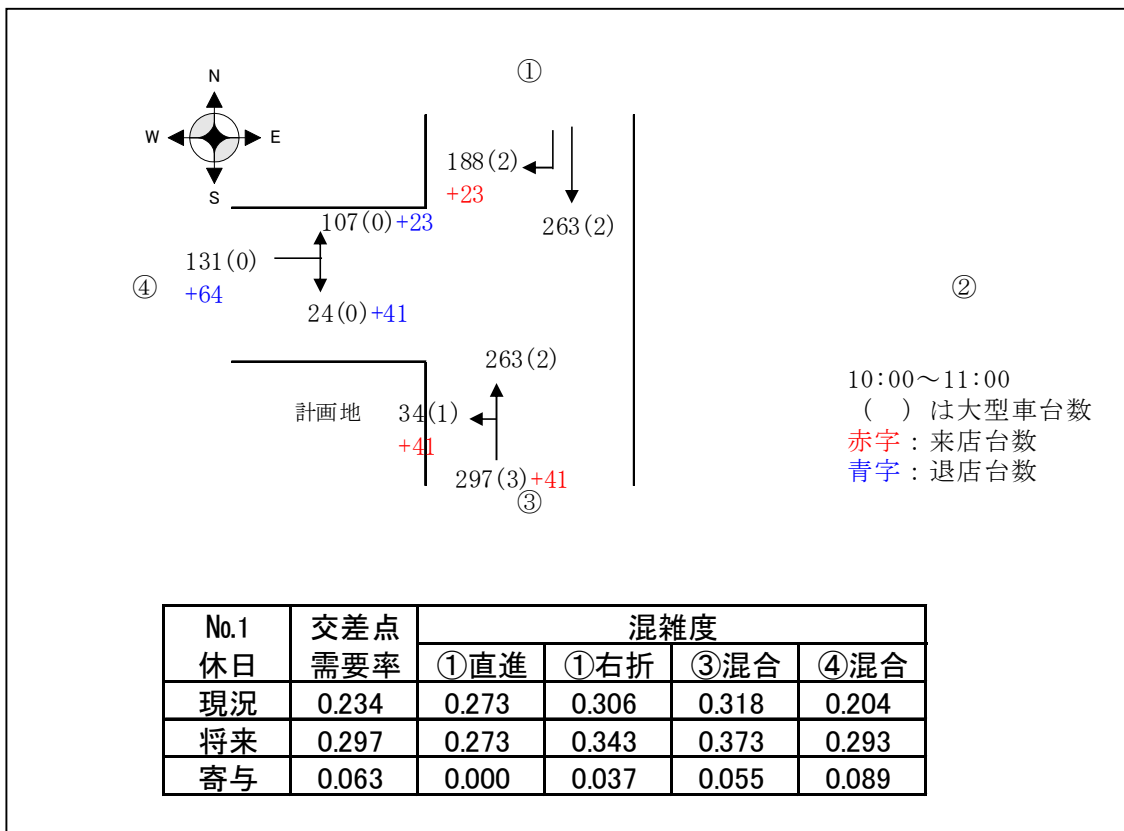 ①
N
W E
S
188(2)
+23
263(2)
107(0)+23
131(0)
+64
④
24(0)+41
②
263(2)
計画地
34(1)
+41
297(3)+41
③
10:00～11:00
（　）は大型車台数
赤字：来店台数
青字：退店台数
№1 交差点 混雑度
休日 需要率 ①直進 ①右折 ③混合 ④混合
現況 0.234 0.273 0.306 0.318 0.204
将来 0.297 0.273 0.343 0.373 0.293
寄与 0.063 0.000 0.037 0.055 0.089